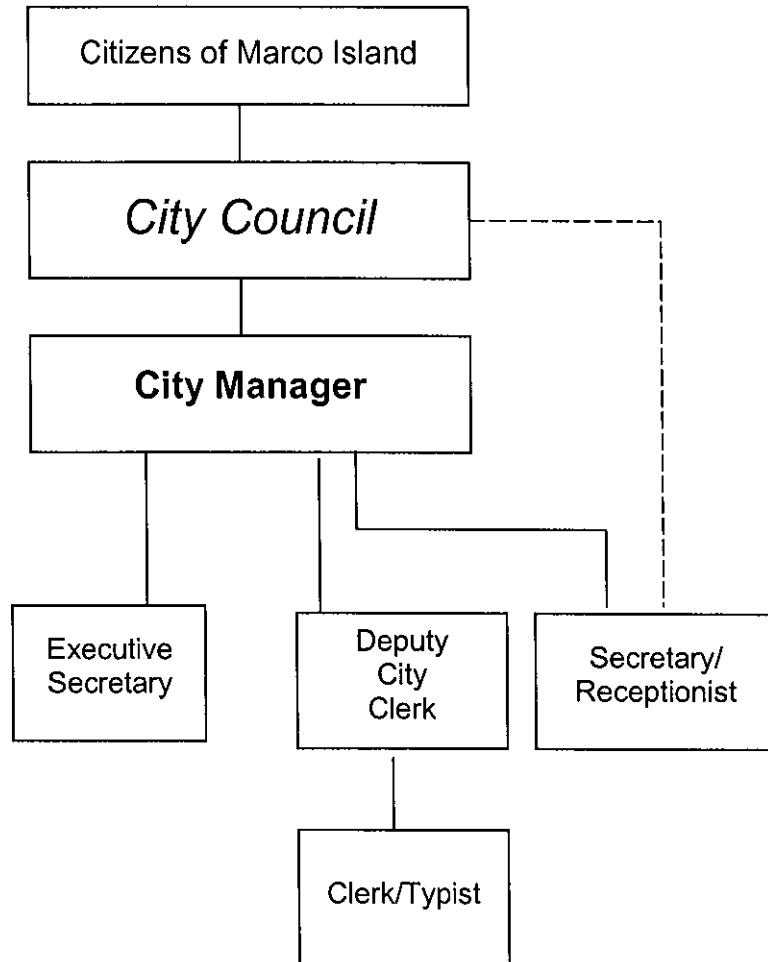 Citizens of Marco Island
City Council
City Manager
Executive
Secretary
Deputy
City
Clerk
Secretary/
Receptionist
Clerk/Typist